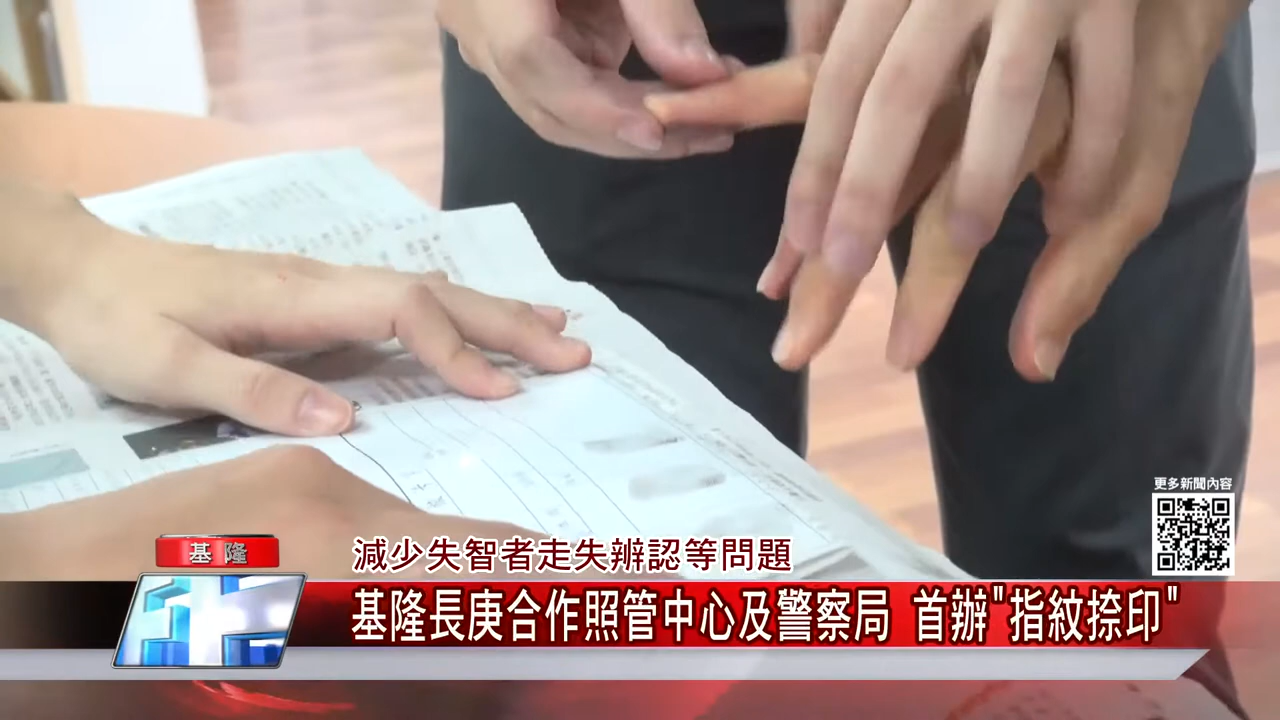 更多新聞內容
基隆
減少失智者走失辨認等問題
基隆長庚合作照管中心及警察局 首辦"指紋捺印"